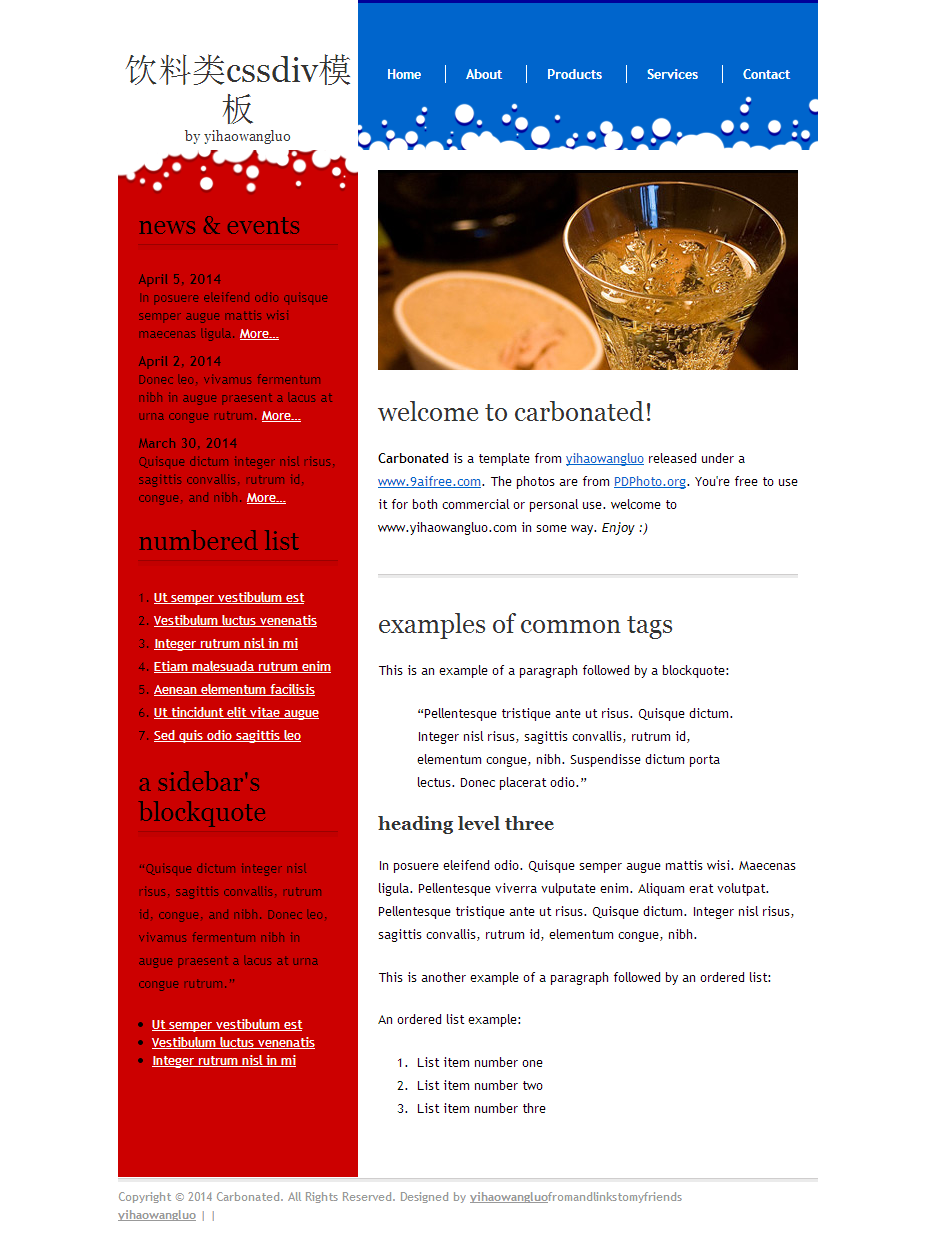 饮料类cssdiv模
板
by yihaowangluo
Home
About
Products
Services
Contact
news & events
April 5, 2014
In posuere eleifend odio quisque
semper augue mattis wisi
maecenas ligula. More...
April 2, 2014
Donec leo, vivamus fermentum
nibh in augue praesent a lacus at
urna congue rutrum. More...
March 30, 2014
Quisque dictum integer nisl risus,
sagittis convallis, rutrum id,
congue, and nibh. More...
numbered list
1. Ut semper vestibulum est
2. Vestibulum luctus venenatis
3. Integer rutrum nisl in mi
4. Etiam malesuada rutrum enim
5. Aenean elementum facilisis
6. Ut tincidunt elit vitae augue
7. Sed quis odio sagittis leo
a sidebar's
blockquote
“Quisque dictum integer nisl
risus, sagittis convallis, rutrum
id, congue, and nibh. Donec leo,
vivamus fermentum nibh in
augue praesent a lacus at urna
congue rutrum.”
• Ut semper vestibulum est
• Vestibulum luctus venenatis
• Integer rutrum nisl in mi
welcome to carbonated!
Carbonated is a template from yihaowangluo released under a
www.9aifree.com. The photos are from PDPhoto.org. You're free to use
it for both commercial or personal use. welcome to
www.yihaowangluo.com in some way. Enjoy :)
examples of common tags
This is an example of a paragraph followed by a blockquote:
“Pellentesque tristique ante ut risus. Quisque dictum.
Integer nisl risus, sagittis convallis, rutrum id,
elementum congue, nibh. Suspendisse dictum porta
lectus. Donec placerat odio.”
heading level three
In posuere eleifend odio. Quisque semper augue mattis wisi. Maecenas
ligula. Pellentesque viverra vulputate enim. Aliquam erat volutpat.
Pellentesque tristique ante ut risus. Quisque dictum. Integer nisl risus,
sagittis convallis, rutrum id, elementum congue, nibh.
This is another example of a paragraph followed by an ordered list:
An ordered list example:
1. List item number one
2. List item number two
3. List item number thre
Copyright © 2014 Carbonated. All Rights Reserved. Designed by yihaowangluofromandlinkstomyfriends
yihaowangluo | |